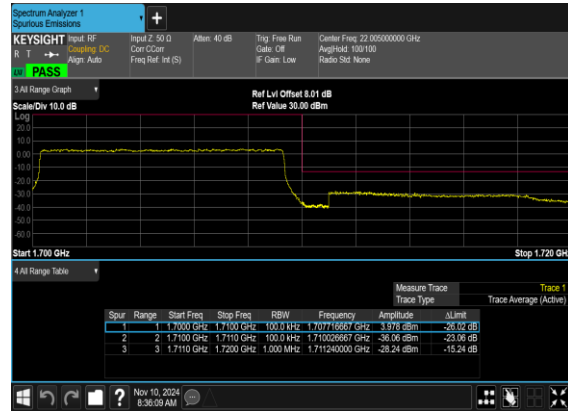 Spectrum Analyzer 1
Spurious Emissions
+
KEYSIGHT Input: RF Input Z: 50 Ω Atten: 40 dB Trig: Free Run Center Freq: 22.005000000 GHz
R T Coupling: DC Corr CCorr Gate: Off Avg|Hold: 100/100
Align: Auto Freq Ref: Int (S) IF Gain: Low Radio Std: None
LW PASS
3 All Range Graph
Ref Lvl Offset 8.01 dB
Scale/Div 10.0 dB Ref Value 30.00 dBm
Log
20.0
10.0
0.00
-10.0
-20.0
-30.0
-40.0
-50.0
-60.0
Start 1.700 GHz Stop 1.720 GHz
4 All Range Table
Measure Trace Trace 1
Trace Type Trace Average (Active)
Spur Range Start Freq Stop Freq RBW Frequency Amplitude ΔLimit
1 1 1.7000 GHz 1.7100 GHz 100.0 kHz 1.707716667 GHz 3.978 dBm -26.02 dB
2 2 1.7100 GHz 1.7110 GHz 100.0 kHz 1.710026667 GHz -36.06 dBm -23.06 dB
3 3 1.7110 GHz 1.7200 GHz 1.000 MHz 1.711240000 GHz -28.24 dBm -15.24 dB
? Nov 10, 2024
8:36:09 AM